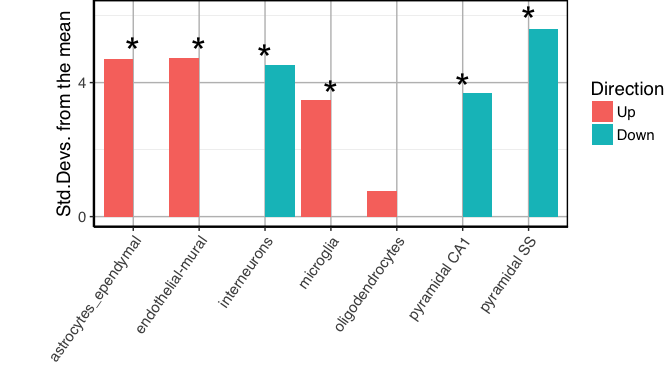 Std.Devs. from the mean
4
0
*
*
*
*
*
*
astrocytes_ependymal
endothelial-mural
interneurons
microglia
oligodendrocytes
pyramidal CA1
pyramidal SS
Direction
Up
Down